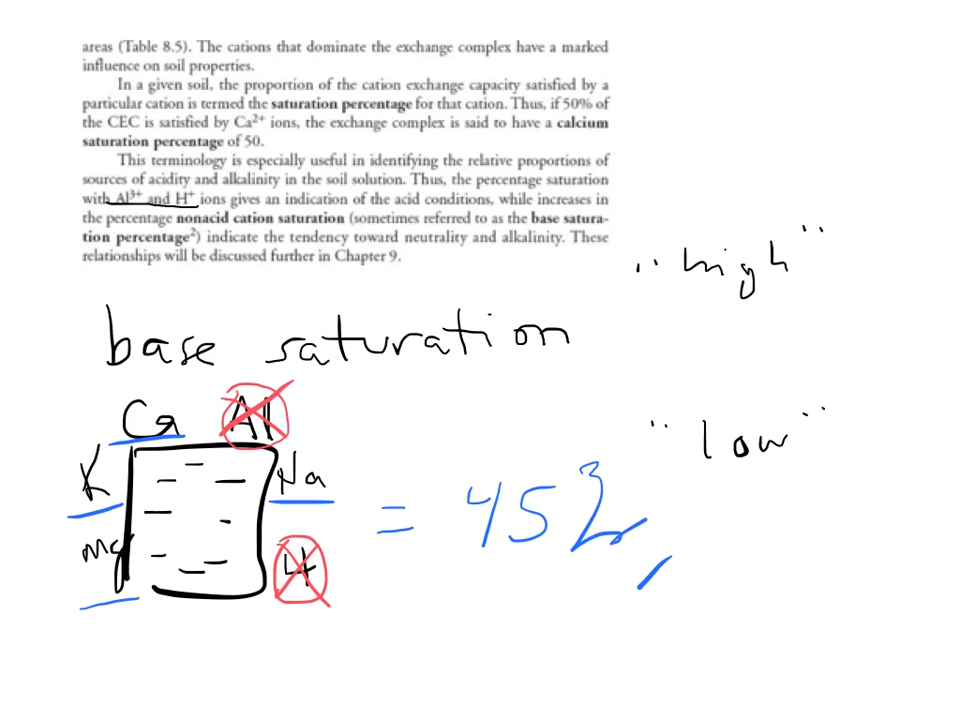 areas (Table 8.5). The cations that dominate the exchange complex have a marked
influence on soil properties.
In a given soil, the proportion of the cation exchange capacity satisfied by a
particular cation is termed the saturation percentage for that cation. Thus, if 50% of
the CEC is satisfied by Ca²⁺ ions, the exchange complex is said to have a calcium
saturation percentage of 50.
This terminology is especially useful in identifying the relative proportions of
sources of acidity and alkalinity in the soil solution. Thus, the percentage saturation
with Al³⁺ and H⁺ ions gives an indication of the acid conditions, while increases in
the percentage nonacid cation saturation (sometimes referred to as the base satura-
tion percentage²) indicate the tendency toward neutrality and alkalinity. These
relationships will be discussed further in Chapter 9.
"high"
base saturation
Ca Al
"low"
K Na
= 45%
Mg H